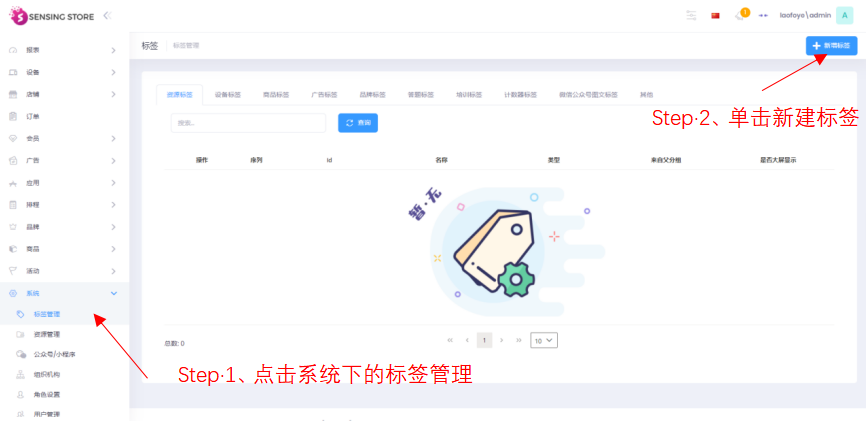 SENSING STORE
1
laofoye\admin
A
报表
设备
店铺
订单
会员
广告
应用
排程
品牌
商品
活动
系统
标签管理
资源管理
公众号/小程序
组织机构
角色设置
用户管理
标签
标签管理
新增标签
资源标签 设备标签 商品标签 广告标签 品牌标签 答题标签 培训标签 计数器标签 微信公众号图文标签 其他
搜索...
查询
操作 序列 id 名称 类型 来自父分组 是否大屏显示
暂·无
总数: 0
1
10
Step·1、点击系统下的标签管理
Step·2、单击新建标签